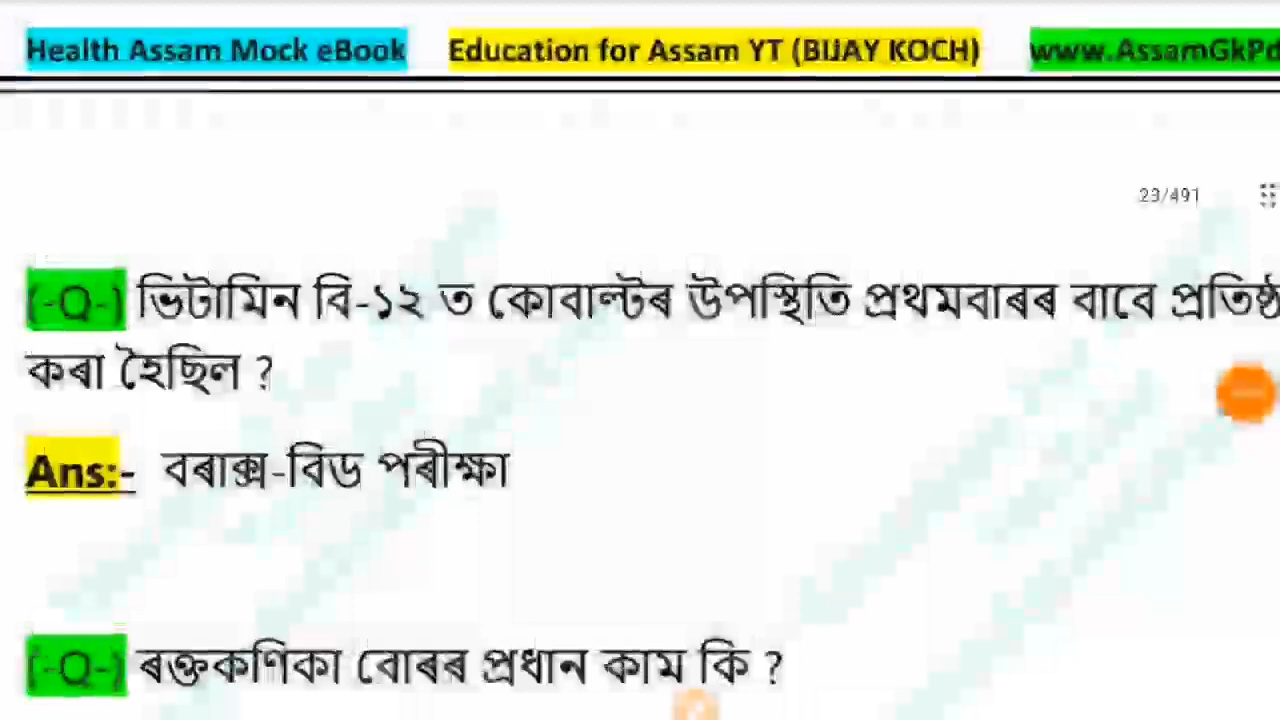 Health Assam Mock eBook Education for Assam YT (BIJAY KOCH) www.AssamGkPd
23/491
(-Q-) ভিটামিন বি-১২ ত কোবাল্টৰ উপস্থিতি প্ৰথমবাৰৰ বাবে প্ৰতিষ্ঠ
কৰা হৈছিল ?
Ans:- বৰাক্স-বিড পৰীক্ষা
(-Q-) ৰক্তকণিকা বোৰৰ প্ৰধান কাম কি ?